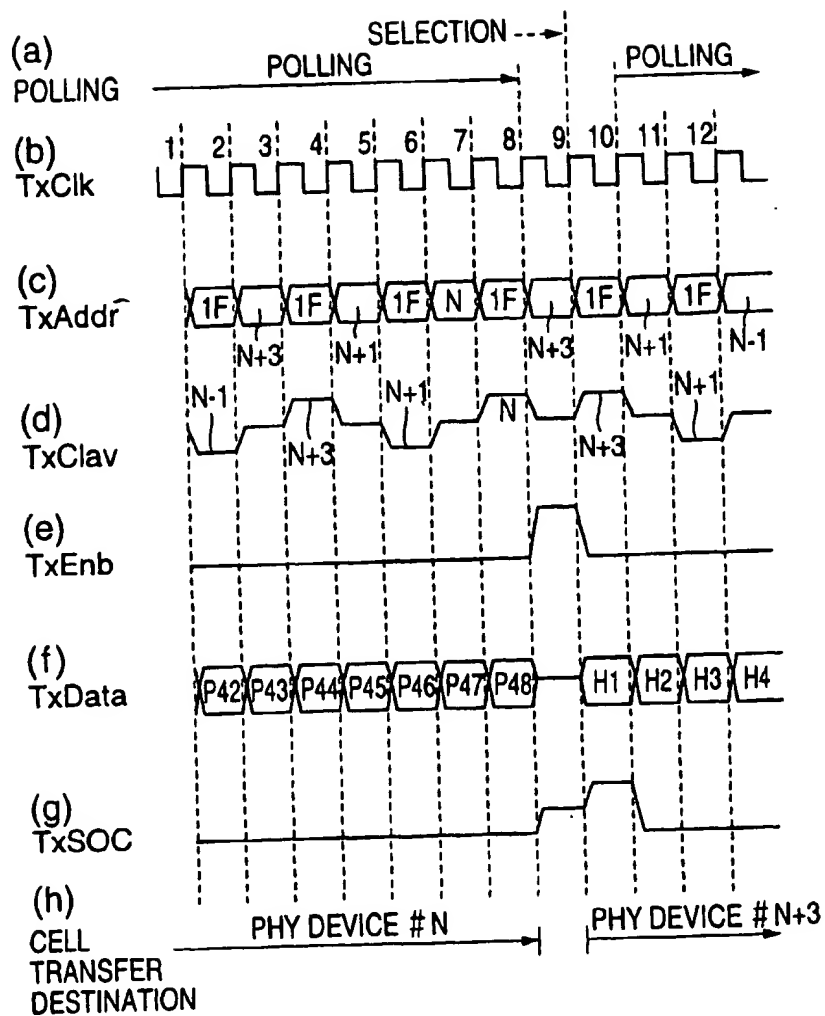 SELECTION
(a)
POLLING
POLLING
POLLING
(b)
1 2 3 4 5 6 7 8 9 10 11 12
TxClk
(c)
TxAddr
1F 1F 1F N 1F 1F 1F
N+3 N+1 N+3 N+1 N-1
(d)
TxClav
N-1 N+3 N+1 N N+3 N+1
(e)
TxEnb
(f)
TxData
P42 P43 P44 P45 P46 P47 P48 H1 H2 H3 H4
(g)
TxSOC
(h)
CELL
TRANSFER
DESTINATION
PHY DEVICE # N
PHY DEVICE # N+3